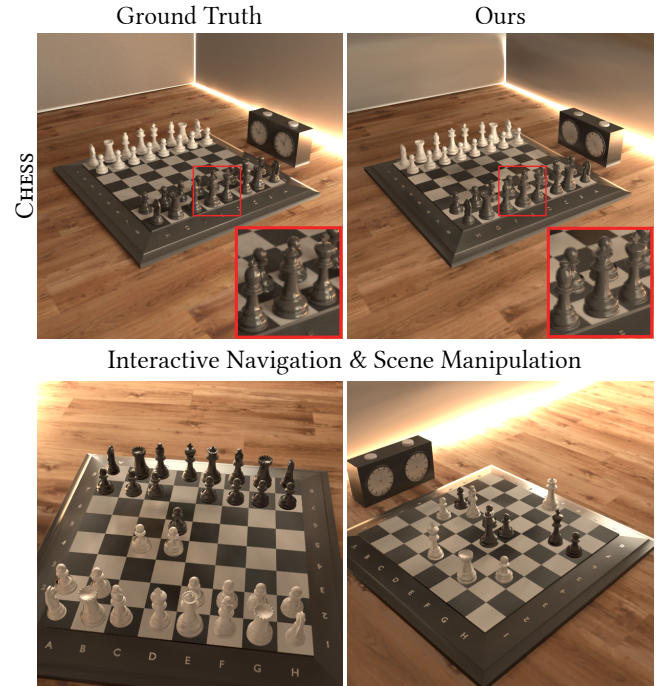 Ground Truth
Ours
CHESS
Interactive Navigation & Scene Manipulation
A B C D E F G H
A B C D E F G H